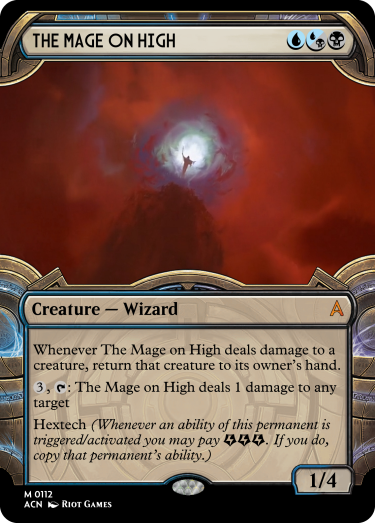 THE MAGE ON HIGH
Creature — Wizard
Whenever The Mage on High deals damage to a
creature, return that creature to its owner's hand.
3, : The Mage on High deals 1 damage to any
target
Hextech (Whenever an ability of this permanent is
triggered/activated you may pay . If you do,
copy that permanent's ability.)
1/4
M 0112
ACN RIOT GAMES